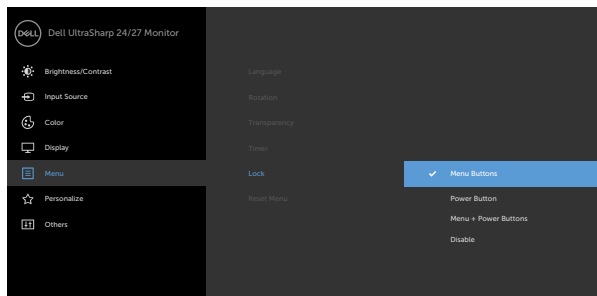 DELL
Dell UltraSharp 24/27 Monitor
Brightness/Contrast
Input Source
Color
Display
Menu
Personalize
Others
Language
Rotation
Transparency
Timer
Lock
Reset Menu
Menu Buttons
Power Button
Menu + Power Buttons
Disable